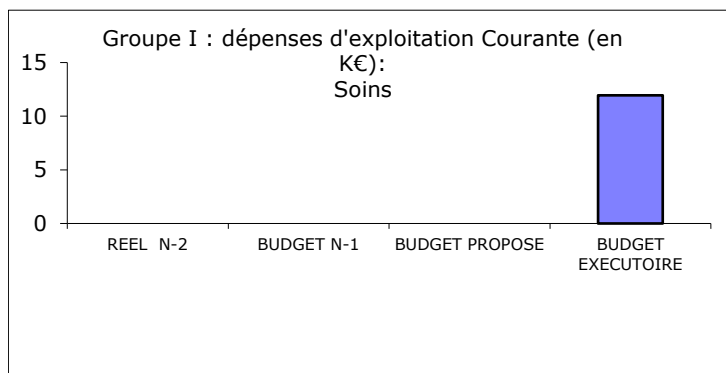 Groupe I : dépenses d'exploitation Courante (en
K€):
Soins
15
10
5
0
REEL N-2
BUDGET N-1
BUDGET PROPOSE
BUDGET
EXECUTOIRE